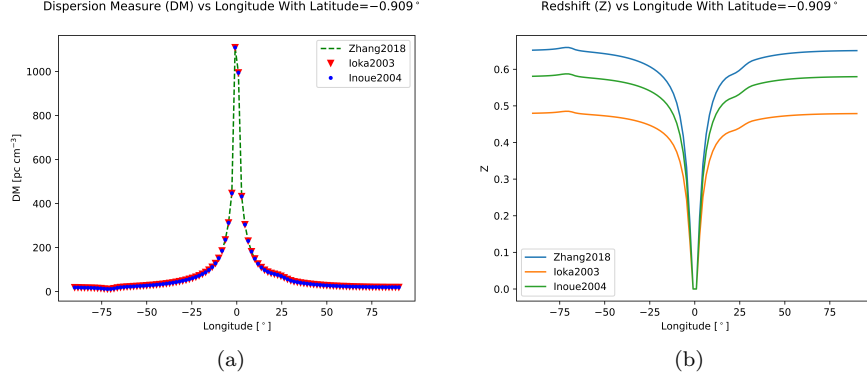 Dispersion Measure (DM) vs Longitude With Latitude=−0.909°
DM [pc cm⁻³]
1000
800
600
400
200
0
−75
−50
−25
0
25
50
75
Longitude [°]
Zhang2018
Ioka2003
Inoue2004
(a)
Redshift (Z) vs Longitude With Latitude=−0.909°
Z
0.6
0.5
0.4
0.3
0.2
0.1
0.0
−75
−50
−25
0
25
50
75
Longitude [°]
Zhang2018
Ioka2003
Inoue2004
(b)